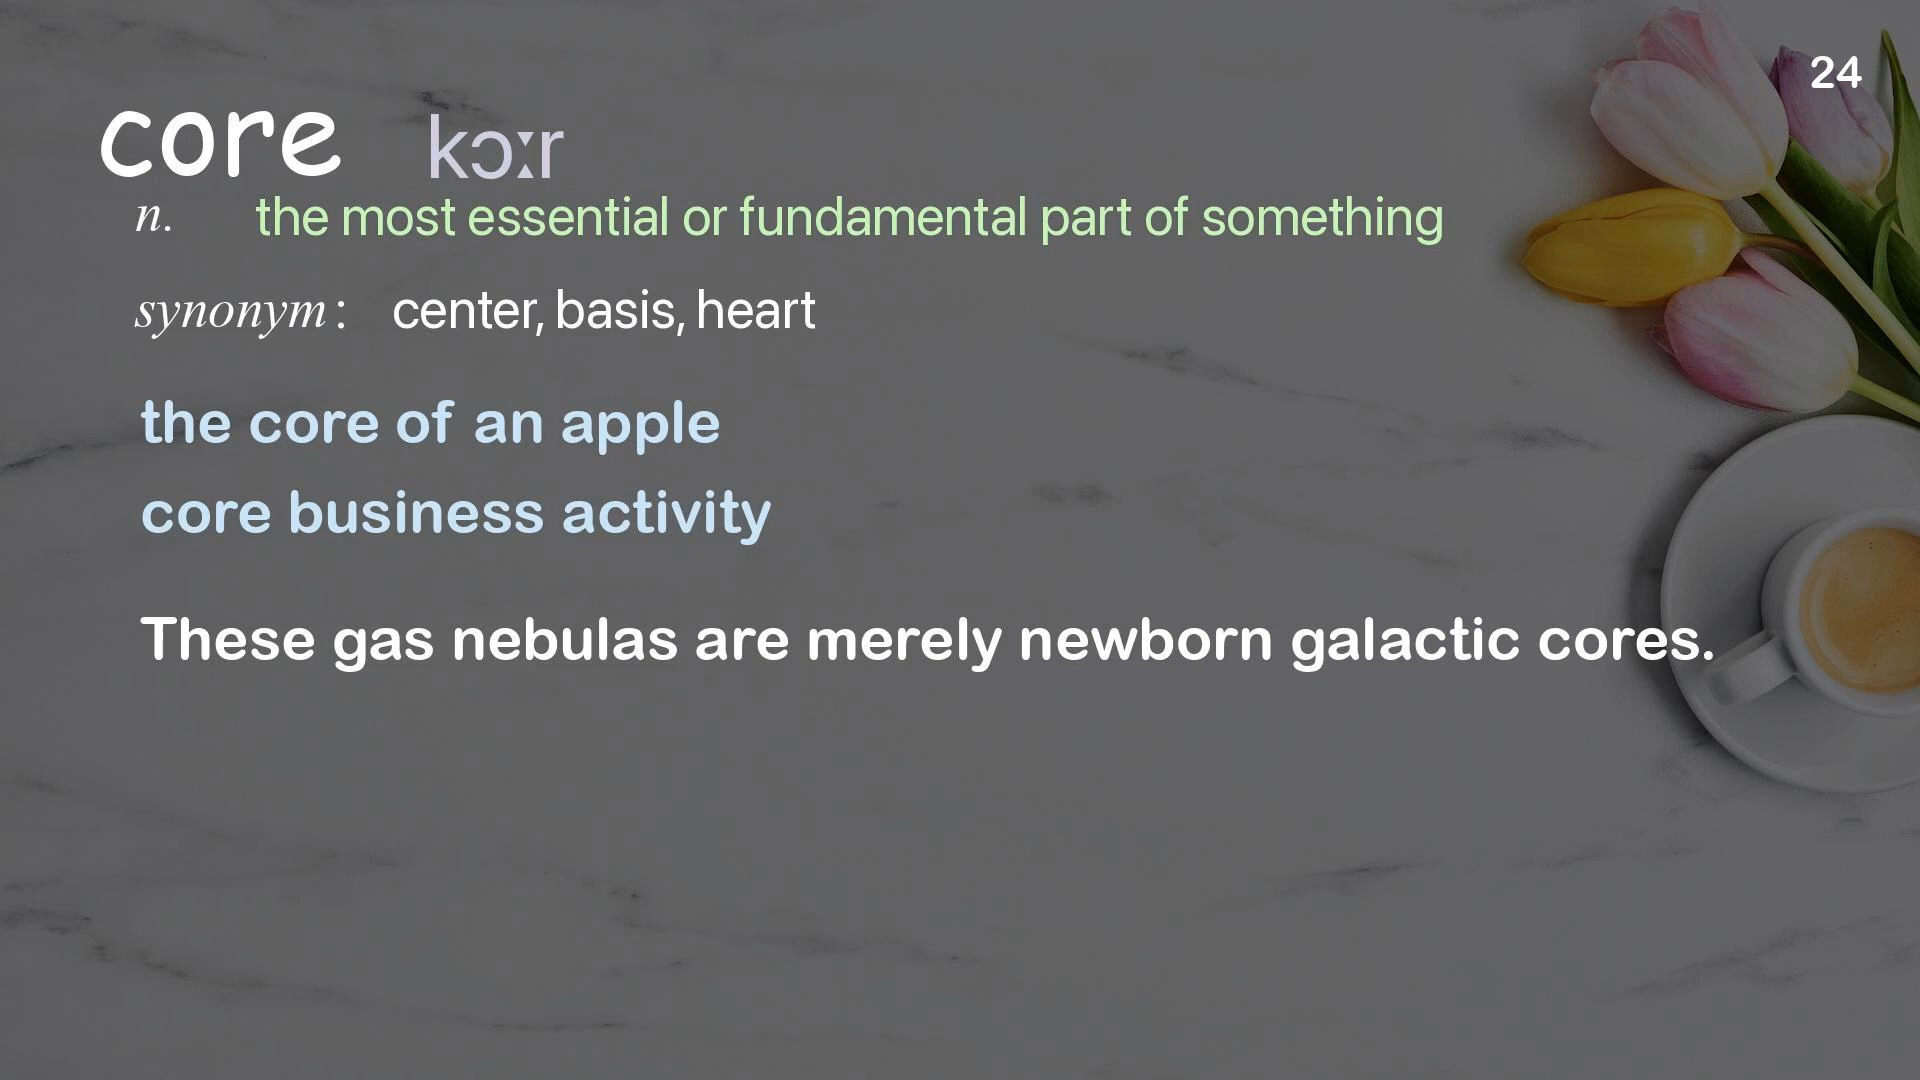 24
core kɔːr
n. the most essential or fundamental part of something
synonym: center, basis, heart
the core of an apple
core business activity
These gas nebulas are merely newborn galactic cores.